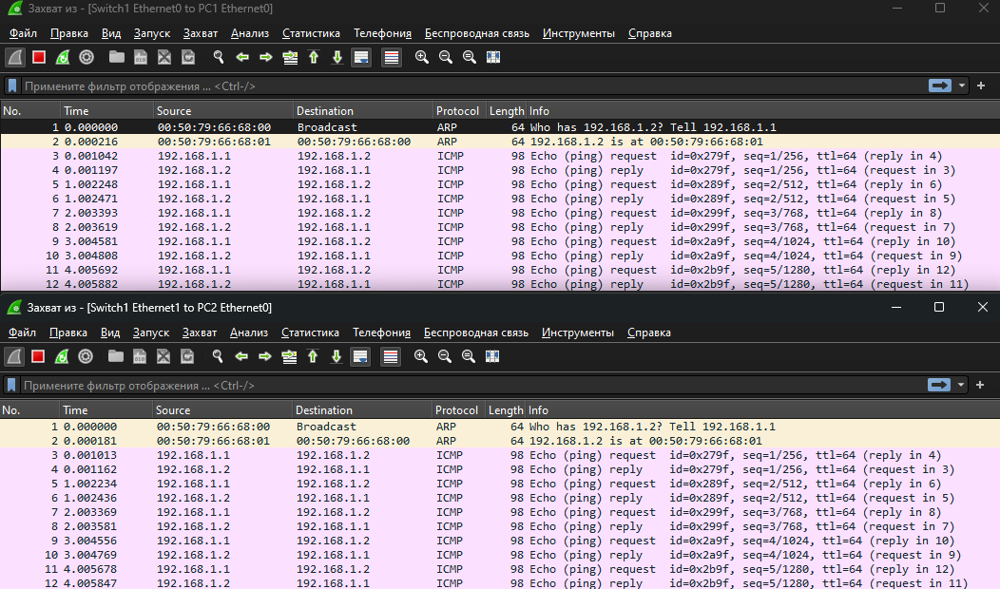 Захват из - [Switch1 Ethernet0 to PC1 Ethernet0]
Файл Правка Вид Запуск Захват Анализ Статистика Телефония Беспроводная связь Инструменты Справка
Примените фильтр отображения ... <Ctrl-/>
No. Time Source Destination Protocol Length Info
1 0.000000 00:50:79:66:68:00 Broadcast ARP 64 Who has 192.168.1.2? Tell 192.168.1.1
2 0.000216 00:50:79:66:68:01 00:50:79:66:68:00 ARP 64 192.168.1.2 is at 00:50:79:66:68:01
3 0.001042 192.168.1.1 192.168.1.2 ICMP 98 Echo (ping) request id=0x279f, seq=1/256, ttl=64 (reply in 4)
4 0.001197 192.168.1.2 192.168.1.1 ICMP 98 Echo (ping) reply id=0x279f, seq=1/256, ttl=64 (request in 3)
5 1.002248 192.168.1.1 192.168.1.2 ICMP 98 Echo (ping) request id=0x289f, seq=2/512, ttl=64 (reply in 6)
6 1.002471 192.168.1.2 192.168.1.1 ICMP 98 Echo (ping) reply id=0x289f, seq=2/512, ttl=64 (request in 5)
7 2.003393 192.168.1.1 192.168.1.2 ICMP 98 Echo (ping) request id=0x299f, seq=3/768, ttl=64 (reply in 8)
8 2.003619 192.168.1.2 192.168.1.1 ICMP 98 Echo (ping) reply id=0x299f, seq=3/768, ttl=64 (request in 7)
9 3.004581 192.168.1.1 192.168.1.2 ICMP 98 Echo (ping) request id=0x2a9f, seq=4/1024, ttl=64 (reply in 10)
10 3.004808 192.168.1.2 192.168.1.1 ICMP 98 Echo (ping) reply id=0x2a9f, seq=4/1024, ttl=64 (request in 9)
11 4.005692 192.168.1.1 192.168.1.2 ICMP 98 Echo (ping) request id=0x2b9f, seq=5/1280, ttl=64 (reply in 12)
12 4.005882 192.168.1.2 192.168.1.1 ICMP 98 Echo (ping) reply id=0x2b9f, seq=5/1280, ttl=64 (request in 11)
Захват из - [Switch1 Ethernet1 to PC2 Ethernet0]
Файл Правка Вид Запуск Захват Анализ Статистика Телефония Беспроводная связь Инструменты Справка
Примените фильтр отображения ... <Ctrl-/>
No. Time Source Destination Protocol Length Info
1 0.000000 00:50:79:66:68:00 Broadcast ARP 64 Who has 192.168.1.2? Tell 192.168.1.1
2 0.000181 00:50:79:66:68:01 00:50:79:66:68:00 ARP 64 192.168.1.2 is at 00:50:79:66:68:01
3 0.001013 192.168.1.1 192.168.1.2 ICMP 98 Echo (ping) request id=0x279f, seq=1/256, ttl=64 (reply in 4)
4 0.001162 192.168.1.2 192.168.1.1 ICMP 98 Echo (ping) reply id=0x279f, seq=1/256, ttl=64 (request in 3)
5 1.002234 192.168.1.1 192.168.1.2 ICMP 98 Echo (ping) request id=0x289f, seq=2/512, ttl=64 (reply in 6)
6 1.002436 192.168.1.2 192.168.1.1 ICMP 98 Echo (ping) reply id=0x289f, seq=2/512, ttl=64 (request in 5)
7 2.003369 192.168.1.1 192.168.1.2 ICMP 98 Echo (ping) request id=0x299f, seq=3/768, ttl=64 (reply in 8)
8 2.003581 192.168.1.2 192.168.1.1 ICMP 98 Echo (ping) reply id=0x299f, seq=3/768, ttl=64 (request in 7)
9 3.004556 192.168.1.1 192.168.1.2 ICMP 98 Echo (ping) request id=0x2a9f, seq=4/1024, ttl=64 (reply in 10)
10 3.004769 192.168.1.2 192.168.1.1 ICMP 98 Echo (ping) reply id=0x2a9f, seq=4/1024, ttl=64 (request in 9)
11 4.005678 192.168.1.1 192.168.1.2 ICMP 98 Echo (ping) request id=0x2b9f, seq=5/1280, ttl=64 (reply in 12)
12 4.005847 192.168.1.2 192.168.1.1 ICMP 98 Echo (ping) reply id=0x2b9f, seq=5/1280, ttl=64 (request in 11)